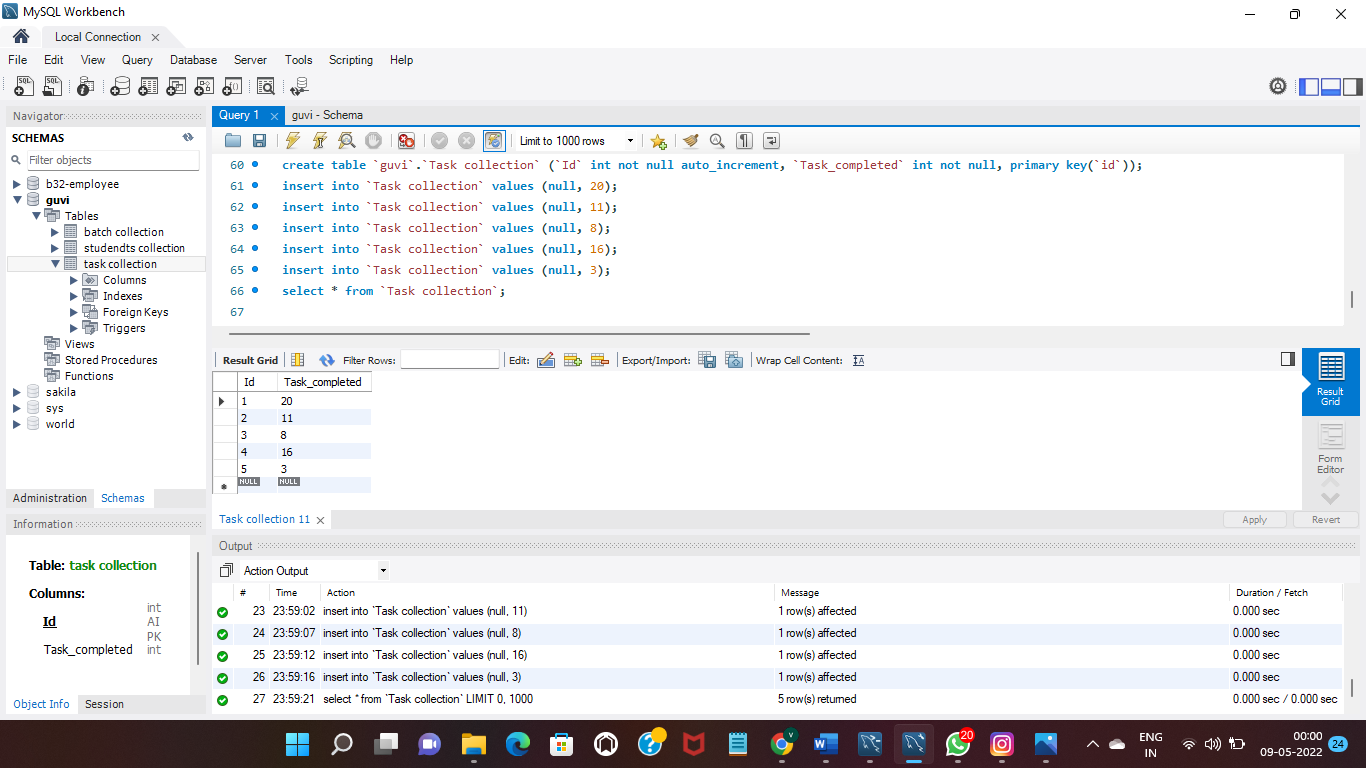 MySQL Workbench
Local Connection
File Edit View Query Database Server Tools Scripting Help
Navigator
SCHEMAS
Filter objects
b32-employee
guvi
Tables
batch collection
studendts collection
task collection
Columns
Indexes
Foreign Keys
Triggers
Views
Stored Procedures
Functions
sakila
sys
world
Administration Schemas
Information
Table: task collection
Columns:
Id int AI PK
Task_completed int
Object Info Session
Query 1 guvi - Schema
Limit to 1000 rows
60 create table `guvi`.`Task collection` (`Id` int not null auto_increment, `Task_completed` int not null, primary key(`id`));
61 insert into `Task collection` values (null, 20);
62 insert into `Task collection` values (null, 11);
63 insert into `Task collection` values (null, 8);
64 insert into `Task collection` values (null, 16);
65 insert into `Task collection` values (null, 3);
66 select * from `Task collection`;
67
Result Grid Filter Rows: Edit: Export/Import: Wrap Cell Content:
Id Task_completed
1 20
2 11
3 8
4 16
5 3
NULL NULL
Result Grid
Form Editor
Task collection 11 Apply Revert
Output
Action Output
# Time Action Message Duration / Fetch
23 23:59:02 insert into `Task collection` values (null, 11) 1 row(s) affected 0.000 sec
24 23:59:07 insert into `Task collection` values (null, 8) 1 row(s) affected 0.000 sec
25 23:59:12 insert into `Task collection` values (null, 16) 1 row(s) affected 0.000 sec
26 23:59:16 insert into `Task collection` values (null, 3) 1 row(s) affected 0.000 sec
27 23:59:21 select * from `Task collection` LIMIT 0, 1000 5 row(s) returned 0.000 sec / 0.000 sec
V
20
ENG
IN
00:00
09-05-2022
24